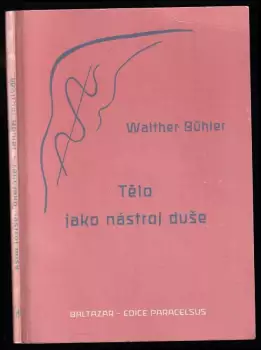 Walther Bühler
Tělo
jako nástroj duše
BALTAZAR - EDICE PARACELSUS